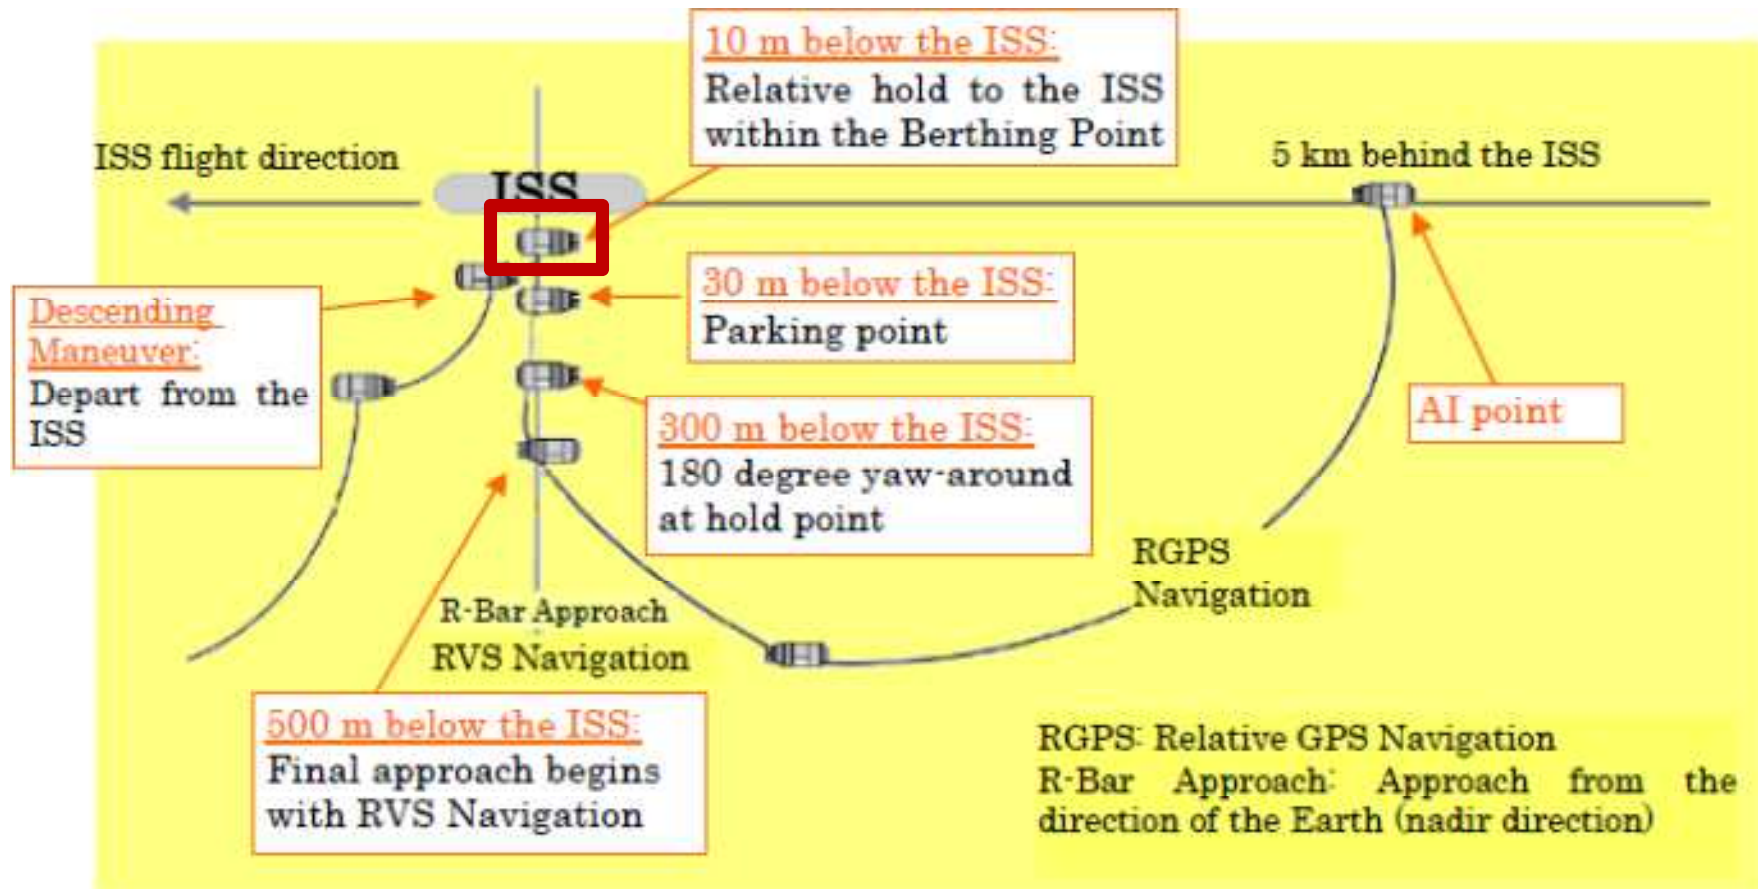 10 m below the ISS:
Relative hold to the ISS
within the Berthing Point
ISS flight direction
ISS
5 km behind the ISS
30 m below the ISS:
Parking point
Descending
Maneuver:
Depart from the
ISS
AI point
300 m below the ISS:
180 degree yaw-around
at hold point
RGPS
Navigation
R-Bar Approach
RVS Navigation
500 m below the ISS:
Final approach begins
with RVS Navigation
RGPS: Relative GPS Navigation
R-Bar Approach: Approach from the
direction of the Earth (nadir direction)